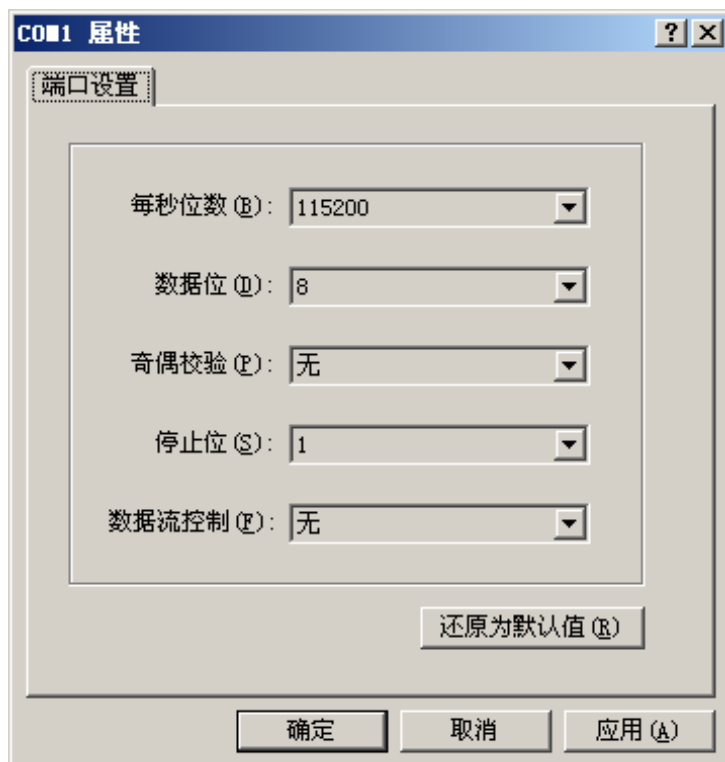 COM1 属性
端口设置
每秒位数(B): 115200
数据位(D): 8
奇偶校验(P): 无
停止位(S): 1
数据流控制(F): 无
还原为默认值(R)
确定 取消 应用(A)